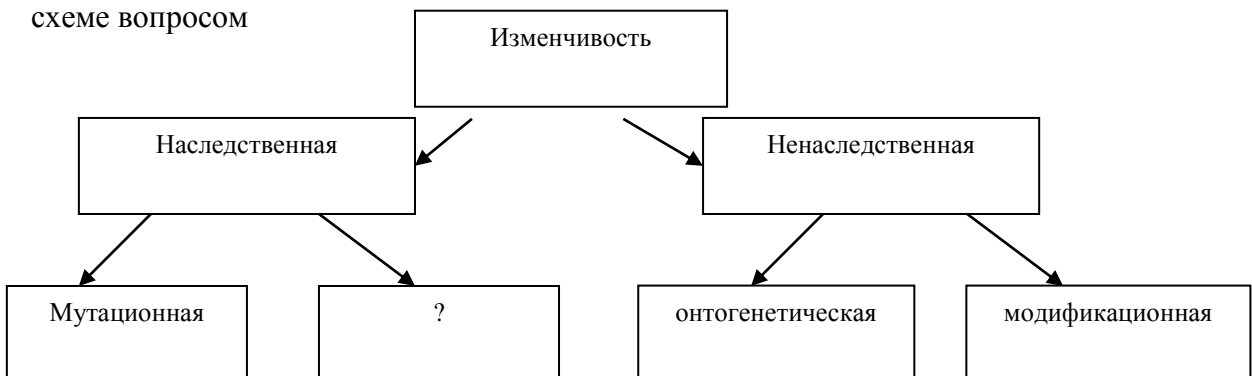 схеме вопросом
Изменчивость
Наследственная
Ненаследственная
Мутационная
?
онтогенетическая
модификационная